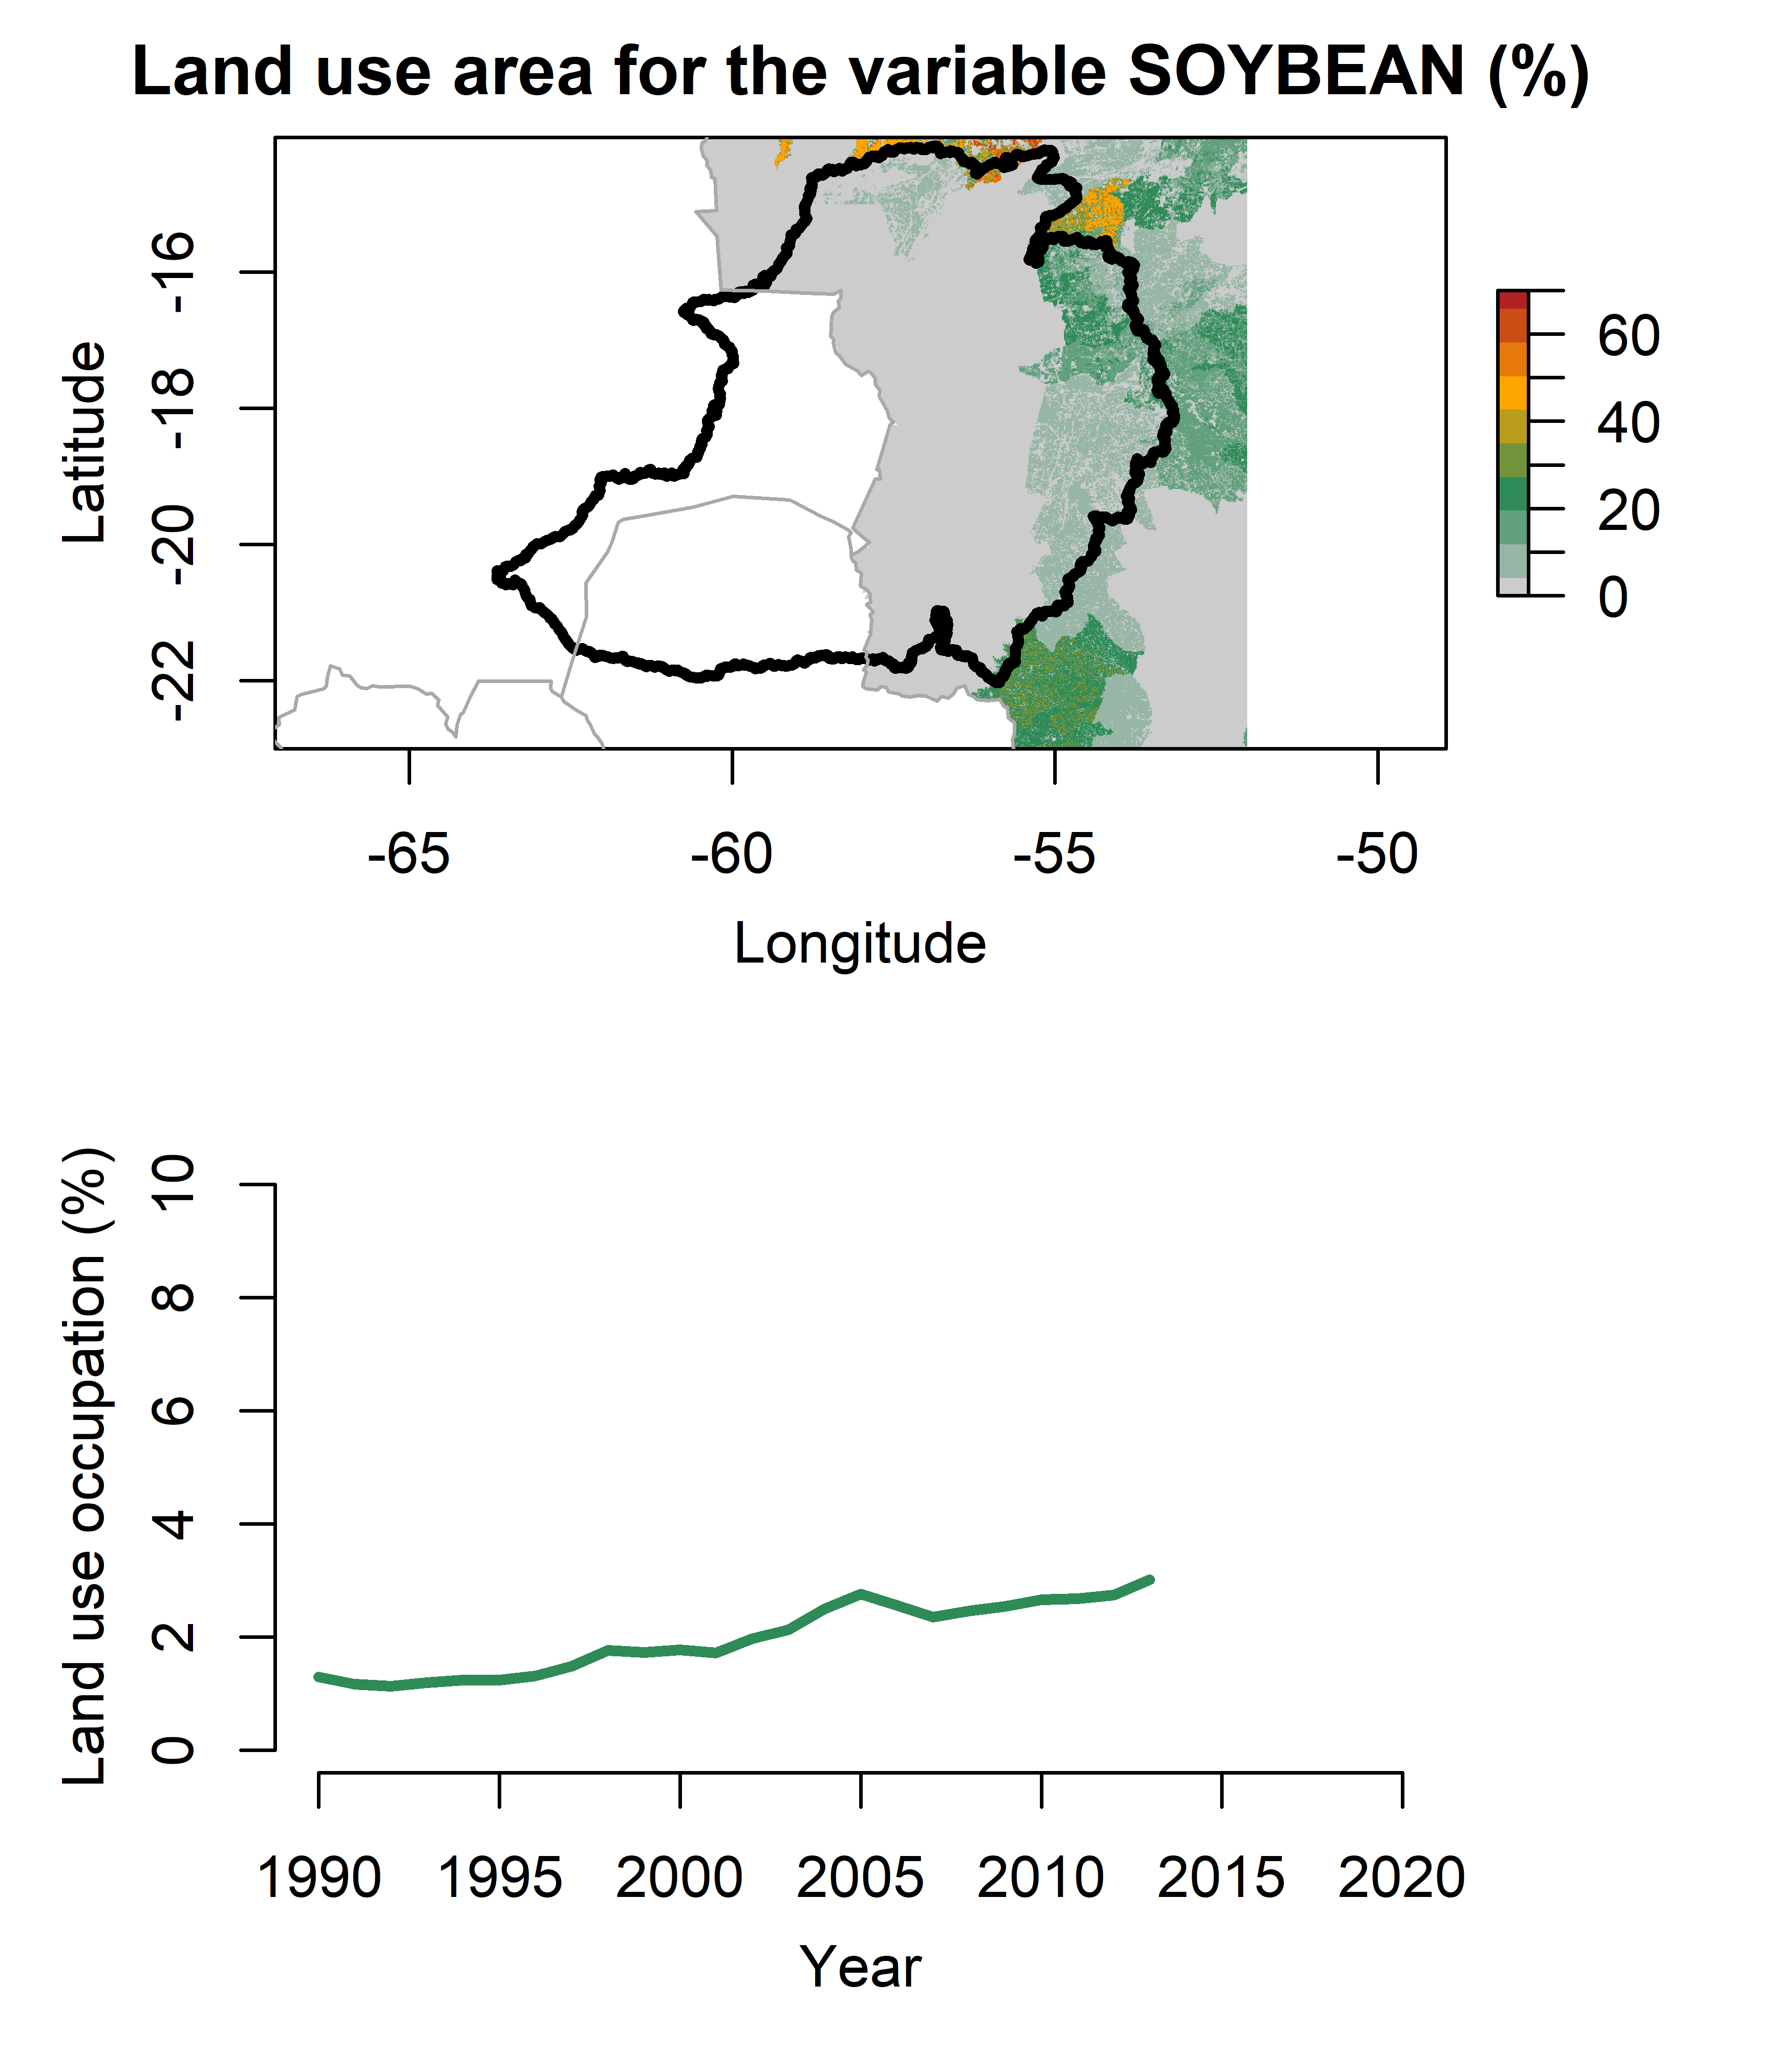 Land use area for the variable SOYBEAN (%)
Latitude
-16
-18
-20
-22
60
40
20
0
-65 -60 -55 -50
Longitude
Land use occupation (%)
10
8
6
4
2
0
1990 1995 2000 2005 2010 2015 2020
Year